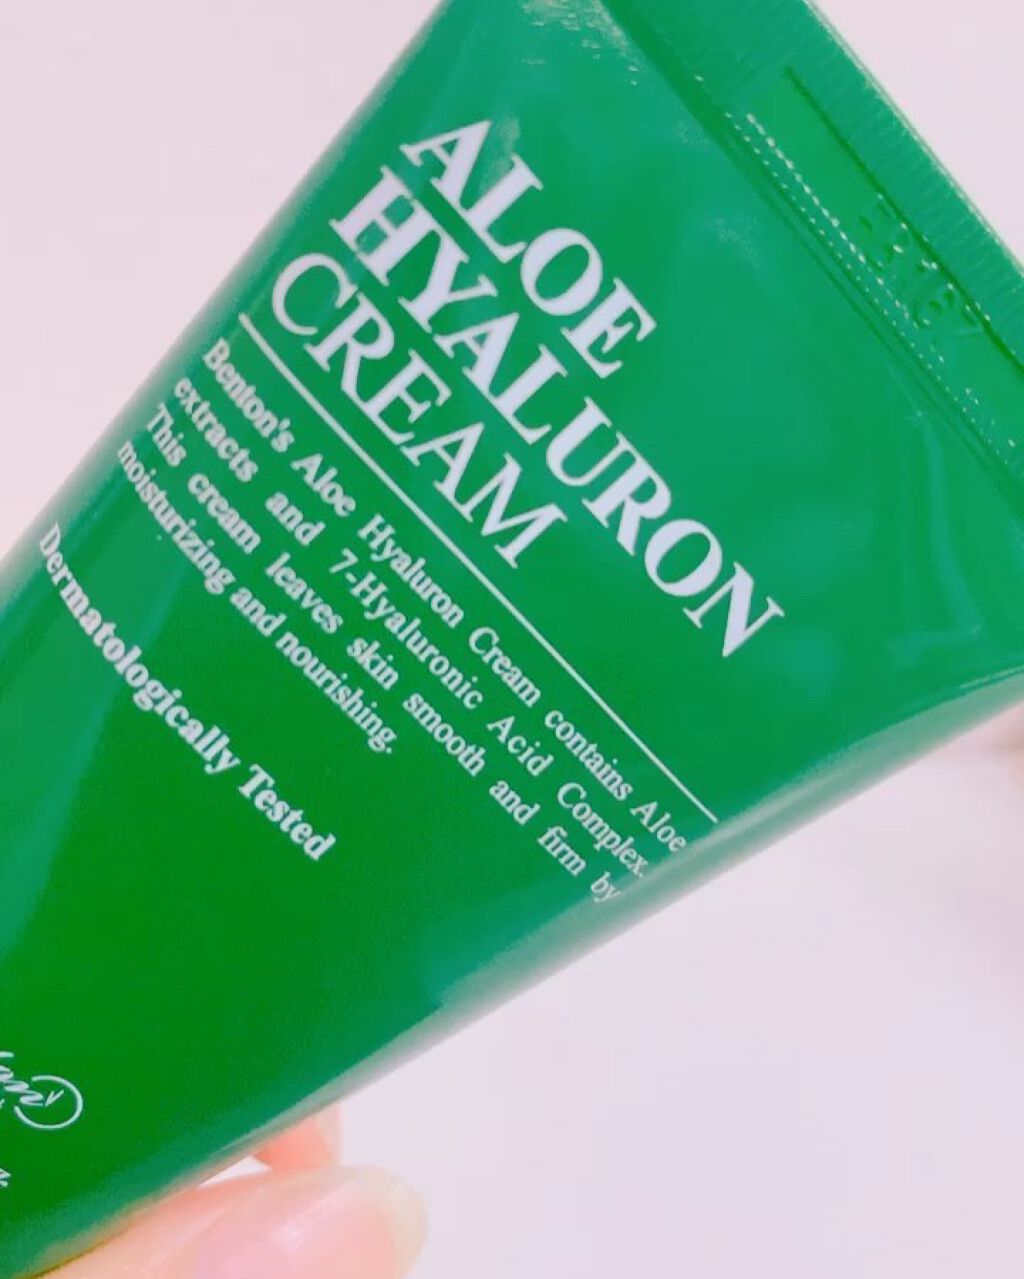 ALOE
HYALURON
CREAM
Benton's Aloe Hyaluron Cream contains Aloe
extracts and 7-Hyaluronic Acid Complex.
This cream leaves skin smooth and firm by
moisturizing and nourishing.
Dermatologically Tested